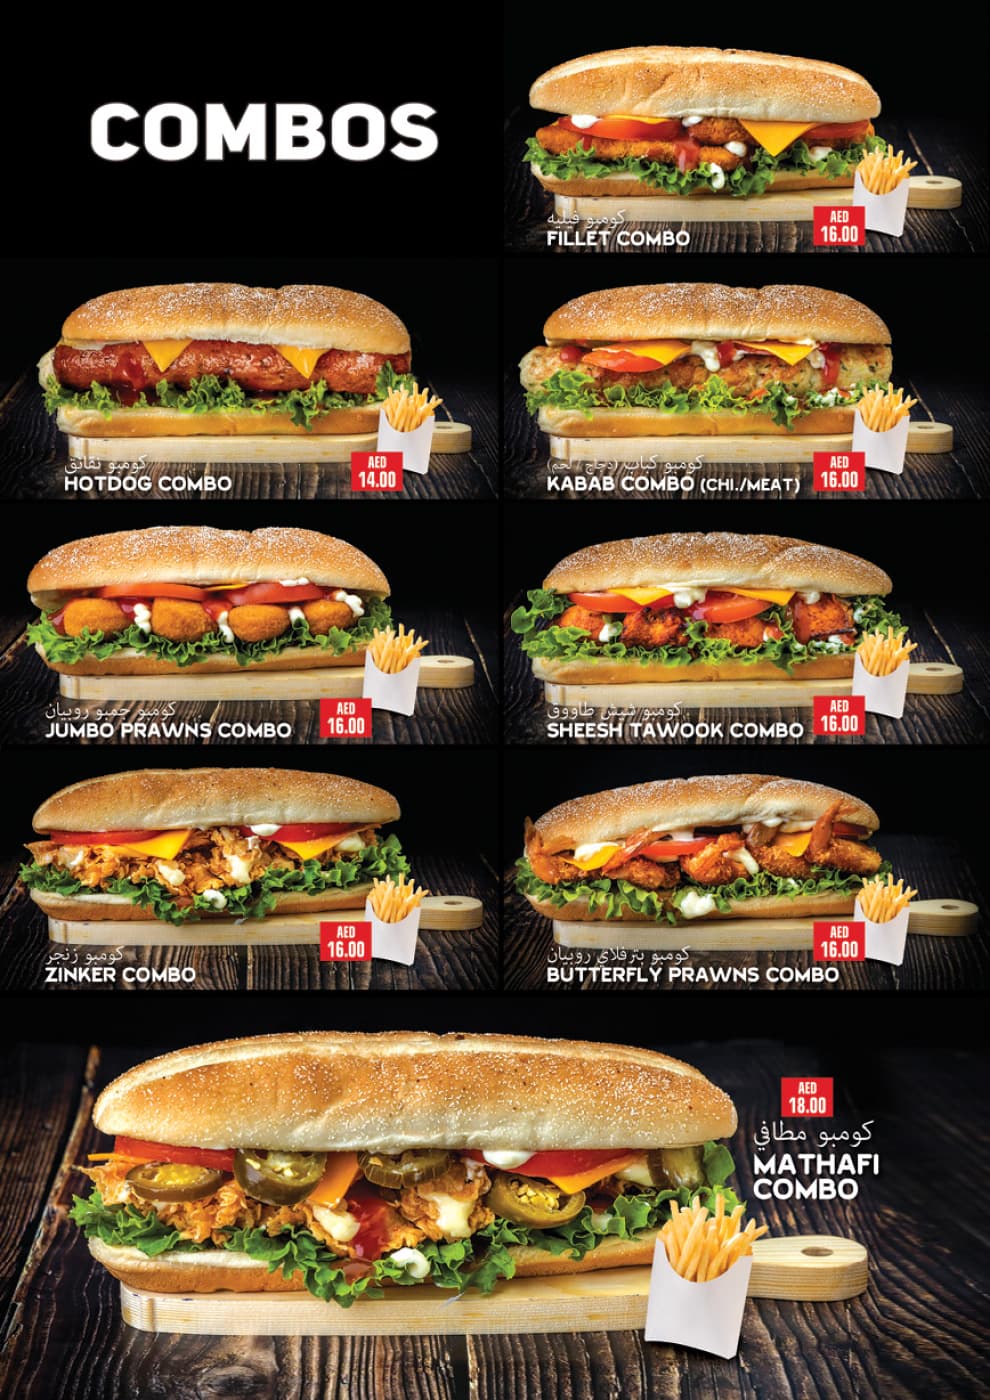 COMBOS
كومبو فيليه
FILLET COMBO
AED
16.00
كومبو نقانق
HOTDOG COMBO
AED
14.00
كومبو كباب (دجاج / لحم)
KABAB COMBO (CHI./MEAT)
AED
16.00
كومبو جمبو روبيان
JUMBO PRAWNS COMBO
AED
16.00
كومبو شيش طاووق
SHEESH TAWOOK COMBO
AED
16.00
كومبو زنجر
ZINKER COMBO
AED
16.00
كومبو بترفلاي روبيان
BUTTERFLY PRAWNS COMBO
AED
16.00
AED
18.00
كومبو مطافي
MATHAFI
COMBO